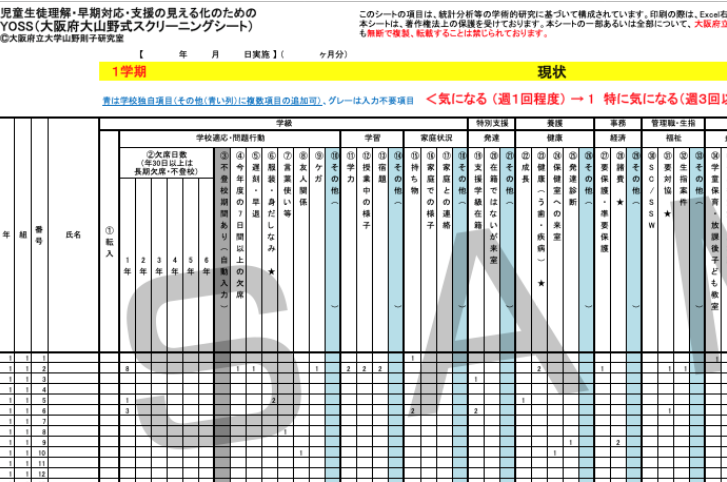 児童生徒理解・早期対応・支援の見える化のための
YOSS(大阪府大山野式スクリーニングシート)
©大阪府立大学山野則子研究室
このシートの項目は、統計分析等の学術的研究に基づいて構成されています。印刷の際は、Excel右
本シートは、著作権法上の保護を受けております。本シートの一部あるいは全部について、大阪府立
も無断で複製、転載することは禁じられております。
【 年 月 日実施 】( ヶ月分)
1学期 現状
青は学校独自項目(その他(青い列)に複数項目の追加可)、グレーは入力不要項目 <気になる (週1回程度) → 1 特に気になる(週3回以
学級 特別支援 養護 事務 管理職・生指
学校適応・問題行動 学習 家庭状況 発達 健康 経済 福祉
年 組 番号 氏名
①転入
②欠席日数
(年30日以上は
長期欠席・不登校)
1年 2年 3年 4年 5年 6年
③不登校期間あり(自動入力)
④今年度の7日間以上の欠席
⑤遅刻・早退
⑥服装・身だしなみ ★
⑦言葉使い等
⑧友人関係
⑨ケガ
⑩その他( )
⑪学力
⑫授業中の様子
⑬宿題
⑭その他( )
⑮持ち物
⑯家庭での様子
⑰家庭との連絡
⑱その他( )
⑲支援学級在籍
⑳在籍ではないが来室
㉑その他( )
㉒成長
㉓健康(う歯・疾病) ★
㉔保健室への来室
㉕発達診断
㉖その他( )
㉗要保護・準要保護
㉘諸費 ★
㉙その他( )
㉚SC/SSW
㉛要対協 ★
㉜生指案件
㉝その他( )
㉞学童保育・放課後子ども教室
1 1 1 1
1 1 2 8 1 1 1 2 2 2 2 1 1 1
1 1 3 1
1 1 4
1 1 5 1 2 1
1 1 6 3 2 2 1
1 1 7
1 1 8 1
1 1 9 1 2
1 1 10 1 1
1 1 11
1 1 12
SAM